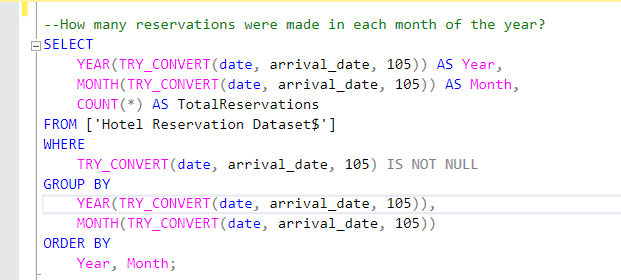 --How many reservations were made in each month of the year?
SELECT
YEAR(TRY_CONVERT(date, arrival_date, 105)) AS Year,
MONTH(TRY_CONVERT(date, arrival_date, 105)) AS Month,
COUNT(*) AS TotalReservations
FROM ['Hotel Reservation Dataset$']
WHERE
TRY_CONVERT(date, arrival_date, 105) IS NOT NULL
GROUP BY
YEAR(TRY_CONVERT(date, arrival_date, 105)),
MONTH(TRY_CONVERT(date, arrival_date, 105))
ORDER BY
Year, Month;